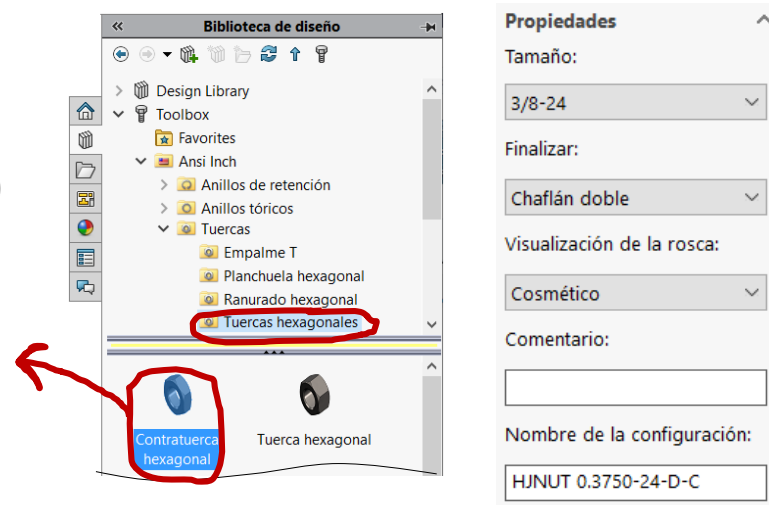 Biblioteca de diseño
Design Library
Toolbox
Favorites
Ansi Inch
Anillos de retención
Anillos tóricos
Tuercas
Empalme T
Planchuela hexagonal
Ranurado hexagonal
Tuercas hexagonales
Contratuerca
hexagonal
Tuerca hexagonal
Propiedades
Tamaño:
3/8-24
Finalizar:
Chaflán doble
Visualización de la rosca:
Cosmético
Comentario:
Nombre de la configuración:
HJNUT 0.3750-24-D-C